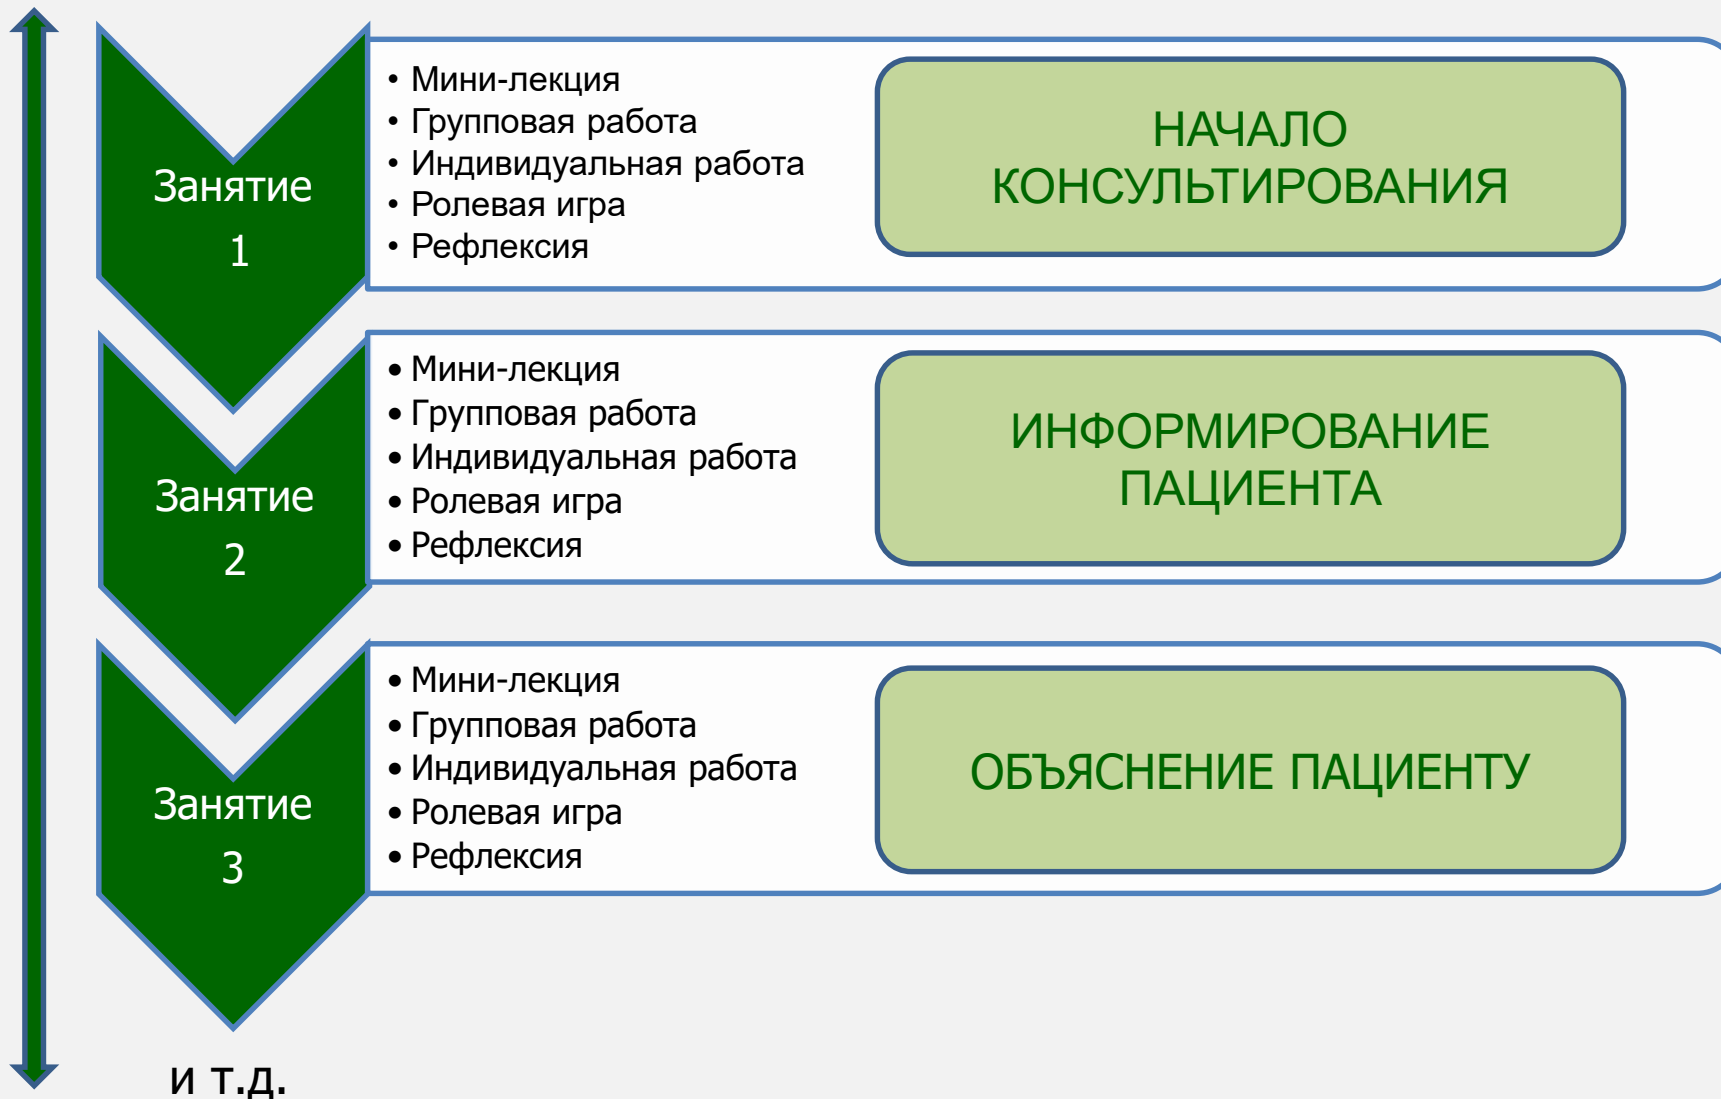 Занятие
1
• Мини-лекция
• Групповая работа
• Индивидуальная работа
• Ролевая игра
• Рефлексия
НАЧАЛО
КОНСУЛЬТИРОВАНИЯ
Занятие
2
• Мини-лекция
• Групповая работа
• Индивидуальная работа
• Ролевая игра
• Рефлексия
ИНФОРМИРОВАНИЕ
ПАЦИЕНТА
Занятие
3
• Мини-лекция
• Групповая работа
• Индивидуальная работа
• Ролевая игра
• Рефлексия
ОБЪЯСНЕНИЕ ПАЦИЕНТУ
и т.д.